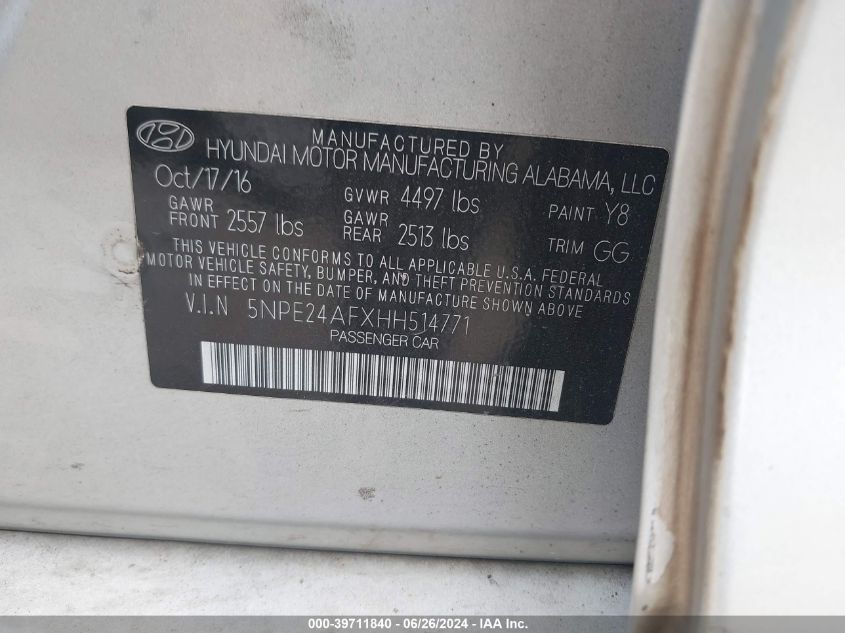 MANUFACTURED BY
HYUNDAI MOTOR MANUFACTURING ALABAMA, LLC
Oct/17/16 GVWR 4497 lbs PAINT Y8
GAWR FRONT 2557 lbs GAWR REAR 2513 lbs TRIM GG
THIS VEHICLE CONFORMS TO ALL APPLICABLE U.S.A. FEDERAL
MOTOR VEHICLE SAFETY, BUMPER, AND THEFT PREVENTION STANDARDS
IN EFFECT ON THE DATE OF MANUFACTURE SHOWN ABOVE
V.I.N 5NPE24AFXHH514771
PASSENGER CAR
000-39711840 - 06/26/2024 - IAA Inc.